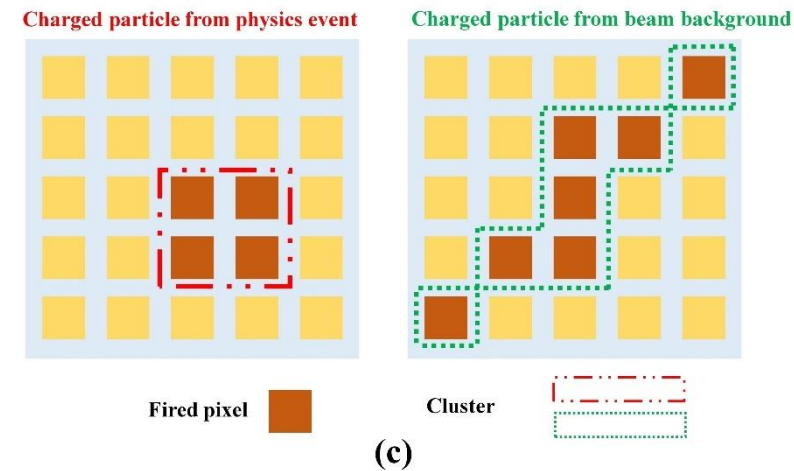 Charged particle from physics event
Charged particle from beam background
Fired pixel
Cluster
(c)